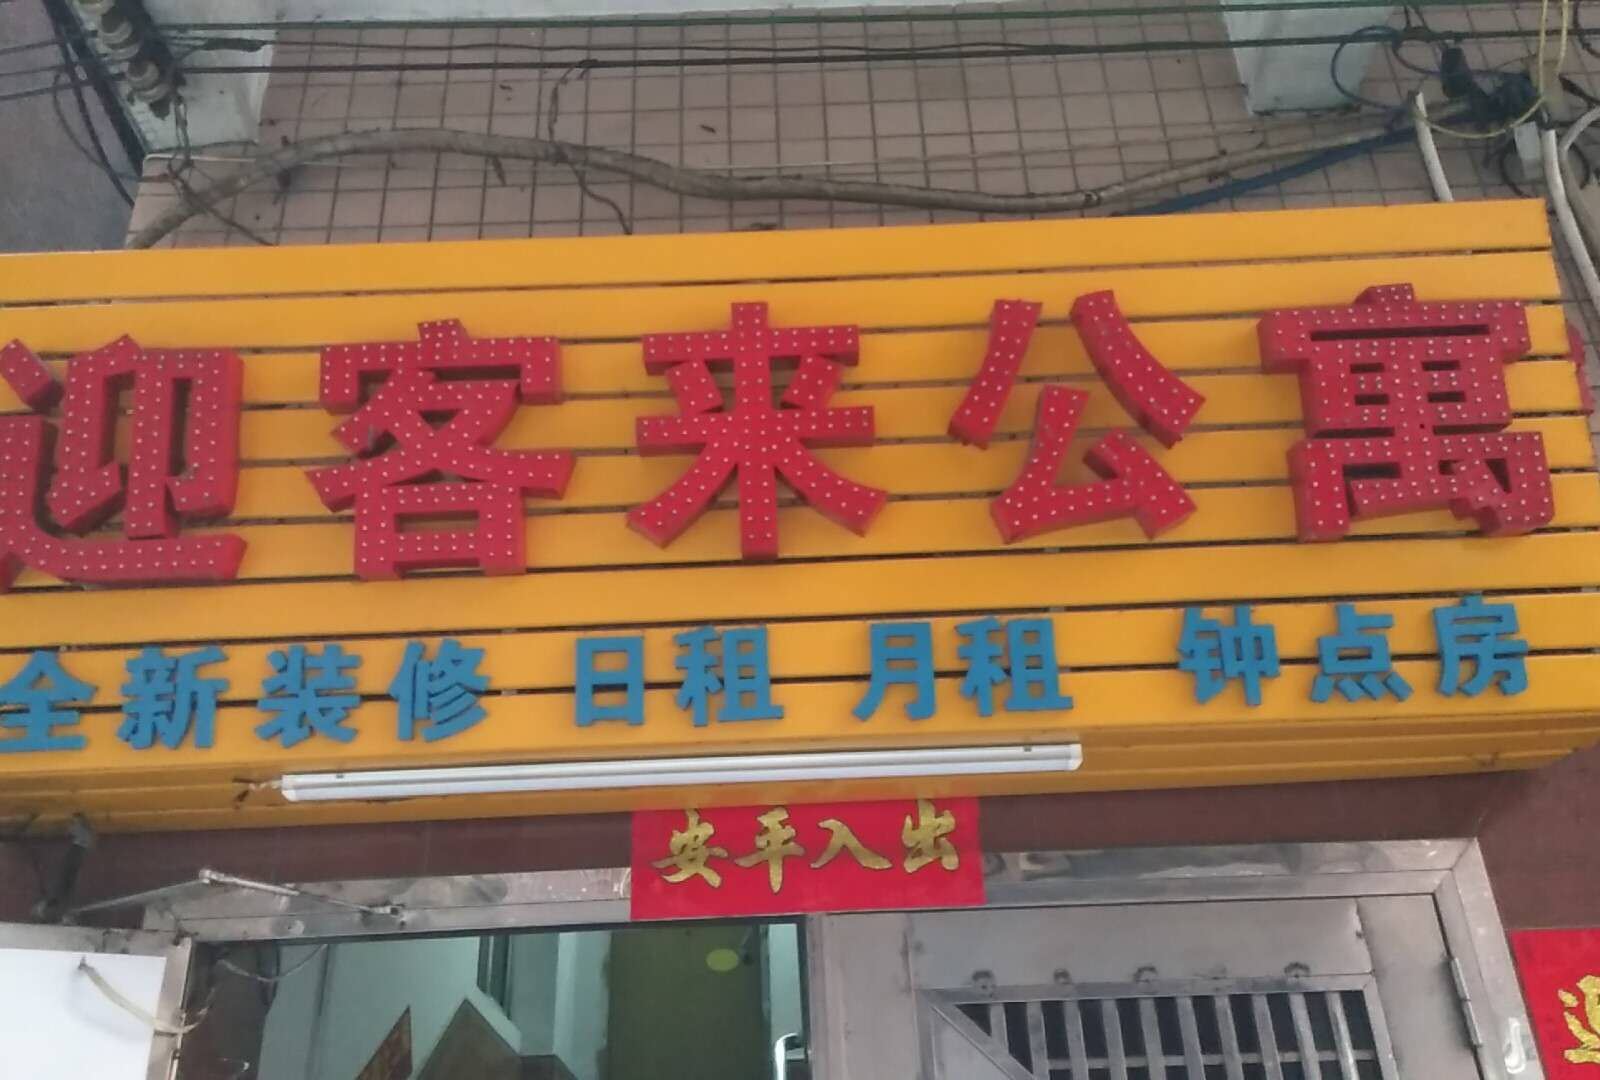 迎客来公寓
全新装修 日租 月租 钟点房
安平入出
迎